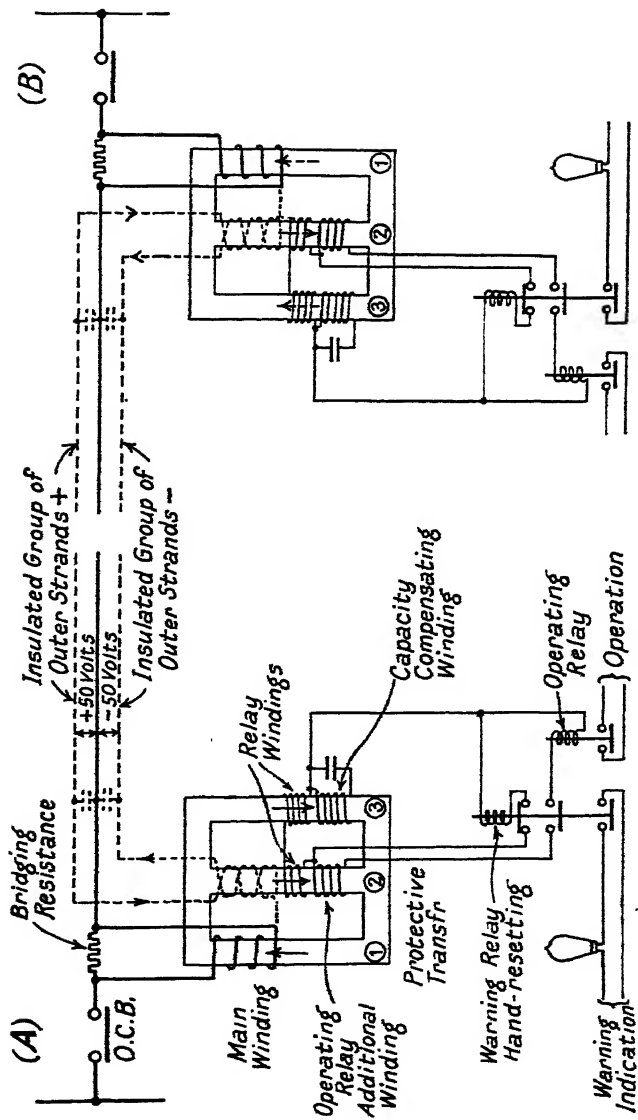 (A)
(B)
Insulated Group of
Outer Strands +
+50 Volts
-50 Volts
Insulated Group of
Outer Strands -
Bridging
Resistance
O.C.B.
Main
Winding
Operating
Relay
Additional
Winding
Relay
Windings
Capacity
Compensating
Winding
①
②
③
③
②
①
Protective
Transfr
Warning Relay
Hand-resetting
Operating
Relay
Warning
Indication
Operation